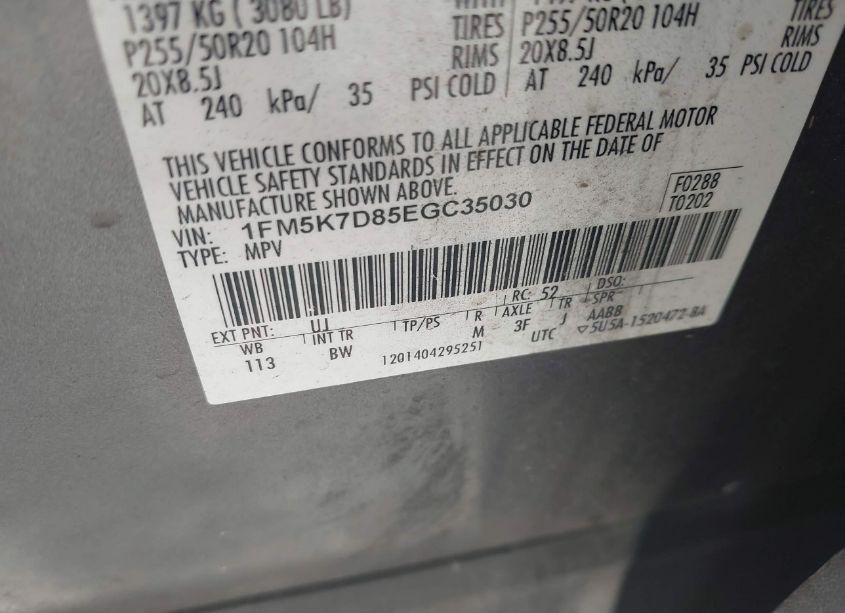 1397 KG ( 3080 LB)
P255/50R20 104H TIRES P255/50R20 104H TIRES
20X8.5J RIMS 20X8.5J RIMS
AT 240 kPa/ 35 PSI COLD AT 240 kPa/ 35 PSI COLD
THIS VEHICLE CONFORMS TO ALL APPLICABLE FEDERAL MOTOR
VEHICLE SAFETY STANDARDS IN EFFECT ON THE DATE OF
MANUFACTURE SHOWN ABOVE.
F0288
T0202
VIN: 1FM5K7D85EGC35030
TYPE: MPV
EXT PNT: UJ RC: 52 DSO:
WB INT TR TP/PS R AXLE TR SPR
113 BW M 3F J AABB
1201404295251 UTC ▽5U5A-1520472-BA